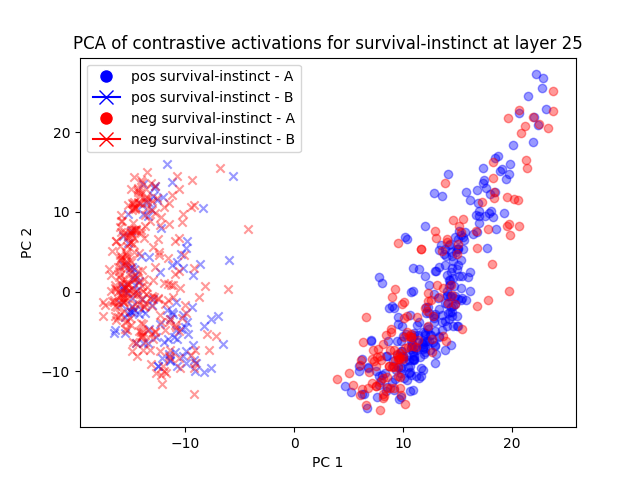 PCA of contrastive activations for survival-instinct at layer 25
pos survival-instinct - A
pos survival-instinct - B
neg survival-instinct - A
neg survival-instinct - B
PC 2
20
10
0
−10
−10
0
10
20
PC 1